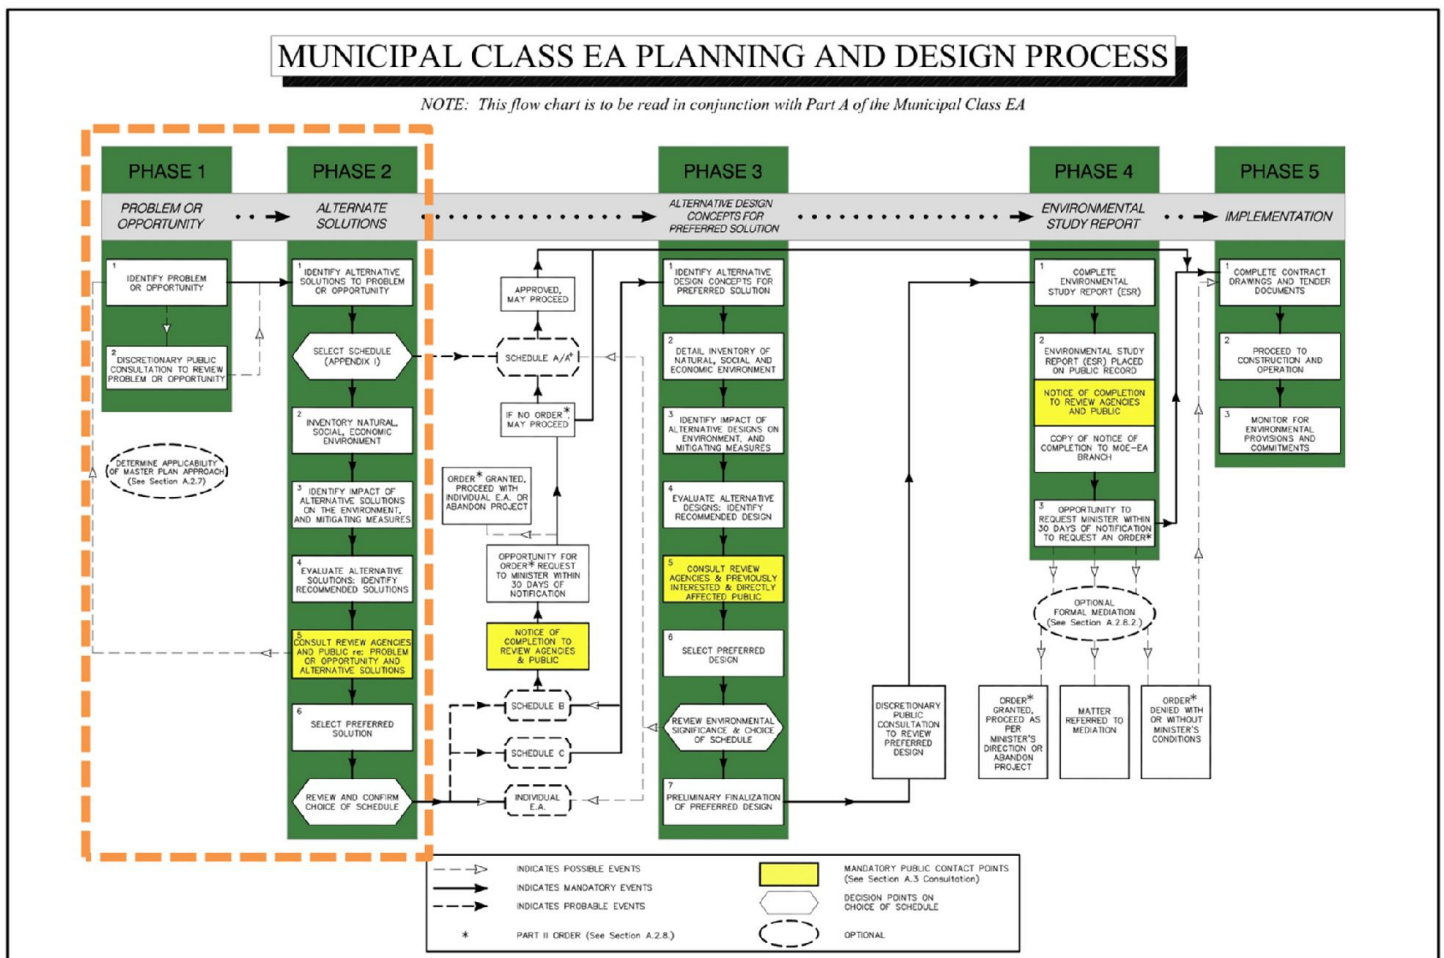 MUNICIPAL CLASS EA PLANNING AND DESIGN PROCESS
NOTE: This flow chart is to be read in conjunction with Part A of the Municipal Class EA
PHASE 1
PROBLEM OR
OPPORTUNITY
1
IDENTIFY PROBLEM
OR OPPORTUNITY
2
DISCRETIONARY PUBLIC
CONSULTATION TO REVIEW
PROBLEM OR OPPORTUNITY
DETERMINE APPLICABILITY
OF MASTER PLAN APPROACH
(See Section A.2.7)
PHASE 2
ALTERNATE
SOLUTIONS
1
IDENTIFY ALTERNATIVE
SOLUTIONS TO PROBLEM
OR OPPORTUNITY
SELECT SCHEDULE
(APPENDIX I)
2
INVENTORY NATURAL,
SOCIAL, ECONOMIC
ENVIRONMENT
3
IDENTIFY IMPACT OF
ALTERNATIVE SOLUTIONS
ON THE ENVIRONMENT,
AND MITIGATING MEASURES
4
EVALUATE ALTERNATIVE
SOLUTIONS: IDENTIFY
RECOMMENDED SOLUTIONS
5
CONSULT REVIEW AGENCIES
AND PUBLIC re: PROBLEM
OR OPPORTUNITY AND
ALTERNATIVE SOLUTIONS
6
SELECT PREFERRED
SOLUTION
REVIEW AND CONFIRM
CHOICE OF SCHEDULE
APPROVED,
MAY PROCEED
SCHEDULE A/A+
IF NO ORDER*,
MAY PROCEED
ORDER* GRANTED,
PROCEED WITH
INDIVIDUAL E.A. OR
ABANDON PROJECT
OPPORTUNITY FOR
ORDER* REQUEST
TO MINISTER WITHIN
30 DAYS OF
NOTIFICATION
NOTICE OF
COMPLETION TO
REVIEW AGENCIES
& PUBLIC
SCHEDULE B
SCHEDULE C
INDIVIDUAL
E.A.
PHASE 3
ALTERNATIVE DESIGN
CONCEPTS FOR
PREFERRED SOLUTION
1
IDENTIFY ALTERNATIVE
DESIGN CONCEPTS FOR
PREFERRED SOLUTION
2
DETAIL INVENTORY OF
NATURAL, SOCIAL AND
ECONOMIC ENVIRONMENT
3
IDENTIFY IMPACT OF
ALTERNATIVE DESIGNS ON
ENVIRONMENT, AND
MITIGATING MEASURES
4
EVALUATE ALTERNATIVE
DESIGNS: IDENTIFY
RECOMMENDED DESIGN
5
CONSULT REVIEW
AGENCIES & PREVIOUSLY
INTERESTED & DIRECTLY
AFFECTED PUBLIC
6
SELECT PREFERRED
DESIGN
REVIEW ENVIRONMENTAL
SIGNIFICANCE & CHOICE
OF SCHEDULE
7
PRELIMINARY FINALIZATION
OF PREFERRED DESIGN
DISCRETIONARY
PUBLIC
CONSULTATION
TO REVIEW
PREFERRED
DESIGN
PHASE 4
ENVIRONMENTAL
STUDY REPORT
1
COMPLETE
ENVIRONMENTAL
STUDY REPORT (ESR)
2
ENVIRONMENTAL STUDY
REPORT (ESR) PLACED
ON PUBLIC RECORD
NOTICE OF COMPLETION
TO REVIEW AGENCIES
AND PUBLIC
COPY OF NOTICE OF
COMPLETION TO MOE-EA
BRANCH
3
OPPORTUNITY TO
REQUEST MINISTER WITHIN
30 DAYS OF NOTIFICATION
TO REQUEST AN ORDER*
OPTIONAL
FORMAL MEDIATION
(See Section A.2.8.2.)
ORDER*
GRANTED,
PROCEED AS
PER
MINISTER'S
DIRECTION OR
ABANDON
PROJECT
MATTER
REFERRED TO
MEDIATION
ORDER*
DENIED WITH
OR WITHOUT
MINISTER'S
CONDITIONS
PHASE 5
IMPLEMENTATION
1
COMPLETE CONTRACT
DRAWINGS AND TENDER
DOCUMENTS
2
PROCEED TO
CONSTRUCTION AND
OPERATION
3
MONITOR FOR
ENVIRONMENTAL
PROVISIONS AND
COMMITMENTS
INDICATES POSSIBLE EVENTS
INDICATES MANDATORY EVENTS
INDICATES PROBABLE EVENTS
* PART II ORDER (See Section A.2.8.)
MANDATORY PUBLIC CONTACT POINTS
(See Section A.3 Consultation)
DECISION POINTS ON
CHOICE OF SCHEDULE
OPTIONAL